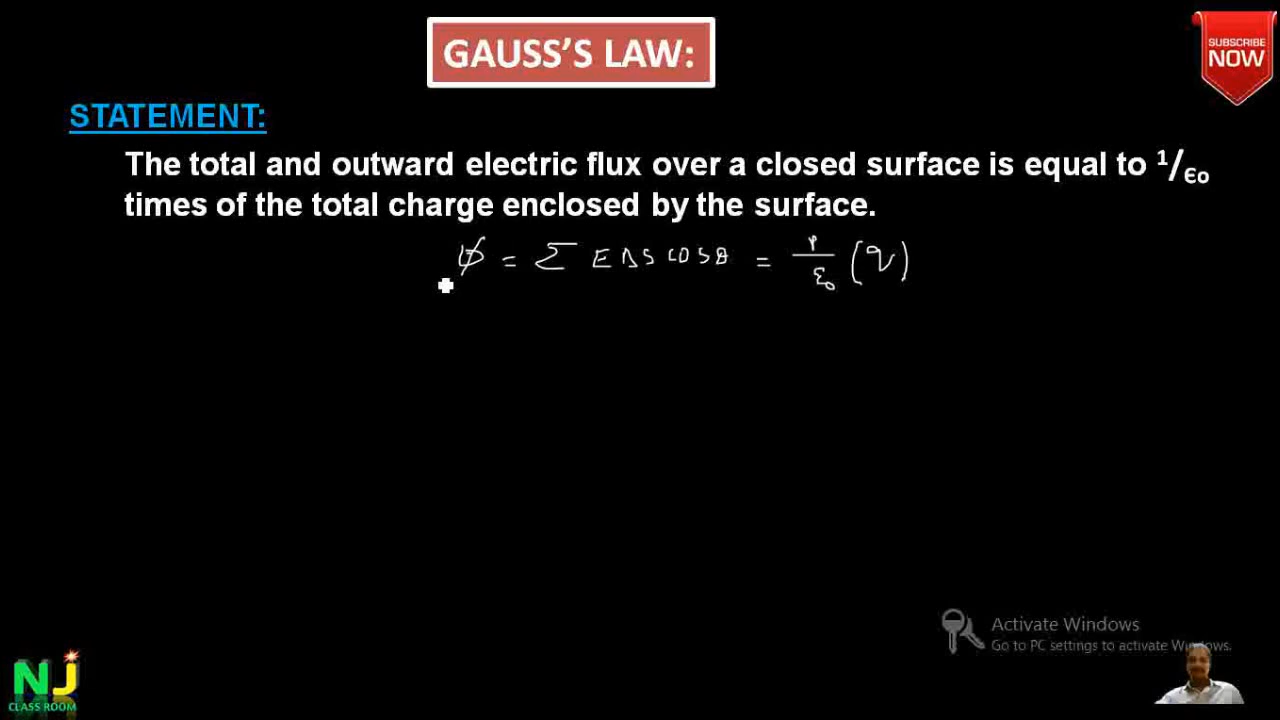 GAUSS'S LAW:
SUBSCRIBE
NOW
STATEMENT:
The total and outward electric flux over a closed surface is equal to 1/ϵ₀
times of the total charge enclosed by the surface.
ϕ = Σ E Δs cosθ = 1/ε₀ (q)
Activate Windows
Go to PC settings to activate Windows.
NJ
CLASS ROOM